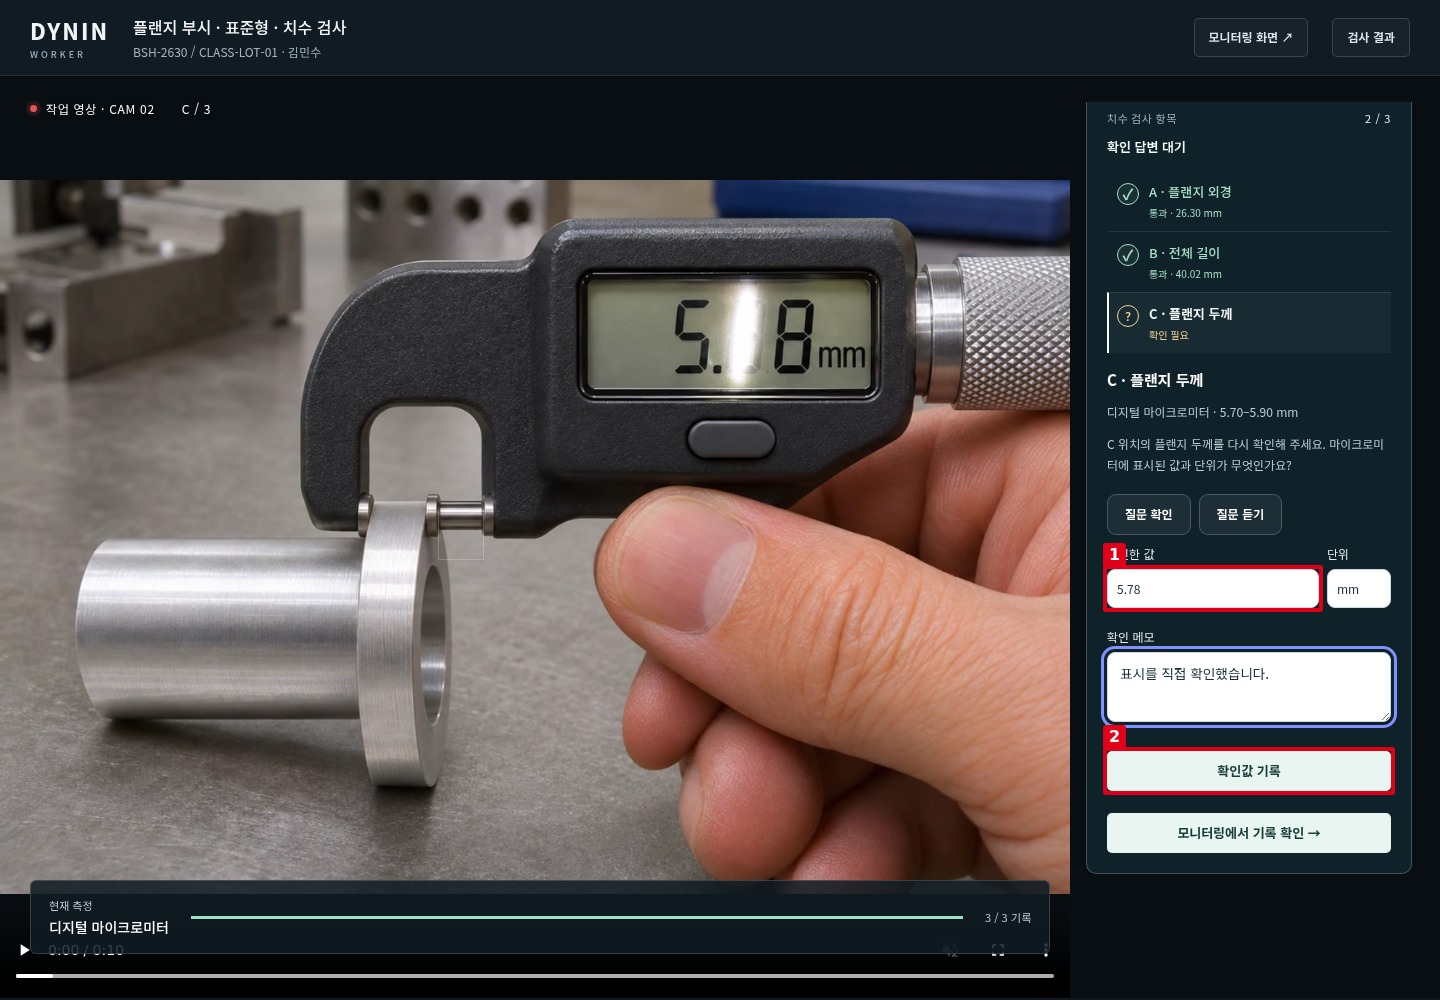 DYNIN
WORKER
플랜지 부시 · 표준형 · 치수 검사
BSH-2630 / CLASS-LOT-01 · 김민수
모니터링 화면 ↗
검사 결과
작업 영상 · CAM 02
C / 3
5. 8 mm
현재 측정
디지털 마이크로미터
3 / 3 기록
0:00 / 0:10
치수 검사 항목
2 / 3
확인 답변 대기
A · 플랜지 외경
통과 · 26.30 mm
B · 전체 길이
통과 · 40.02 mm
?
C · 플랜지 두께
확인 필요
C · 플랜지 두께
디지털 마이크로미터 · 5.70–5.90 mm
C 위치의 플랜지 두께를 다시 확인해 주세요. 마이크로미
터에 표시된 값과 단위가 무엇인가요?
질문 확인
질문 듣기
1
값
단위
5.78
mm
확인 메모
표시를 직접 확인했습니다.
2
확인값 기록
모니터링에서 기록 확인 →